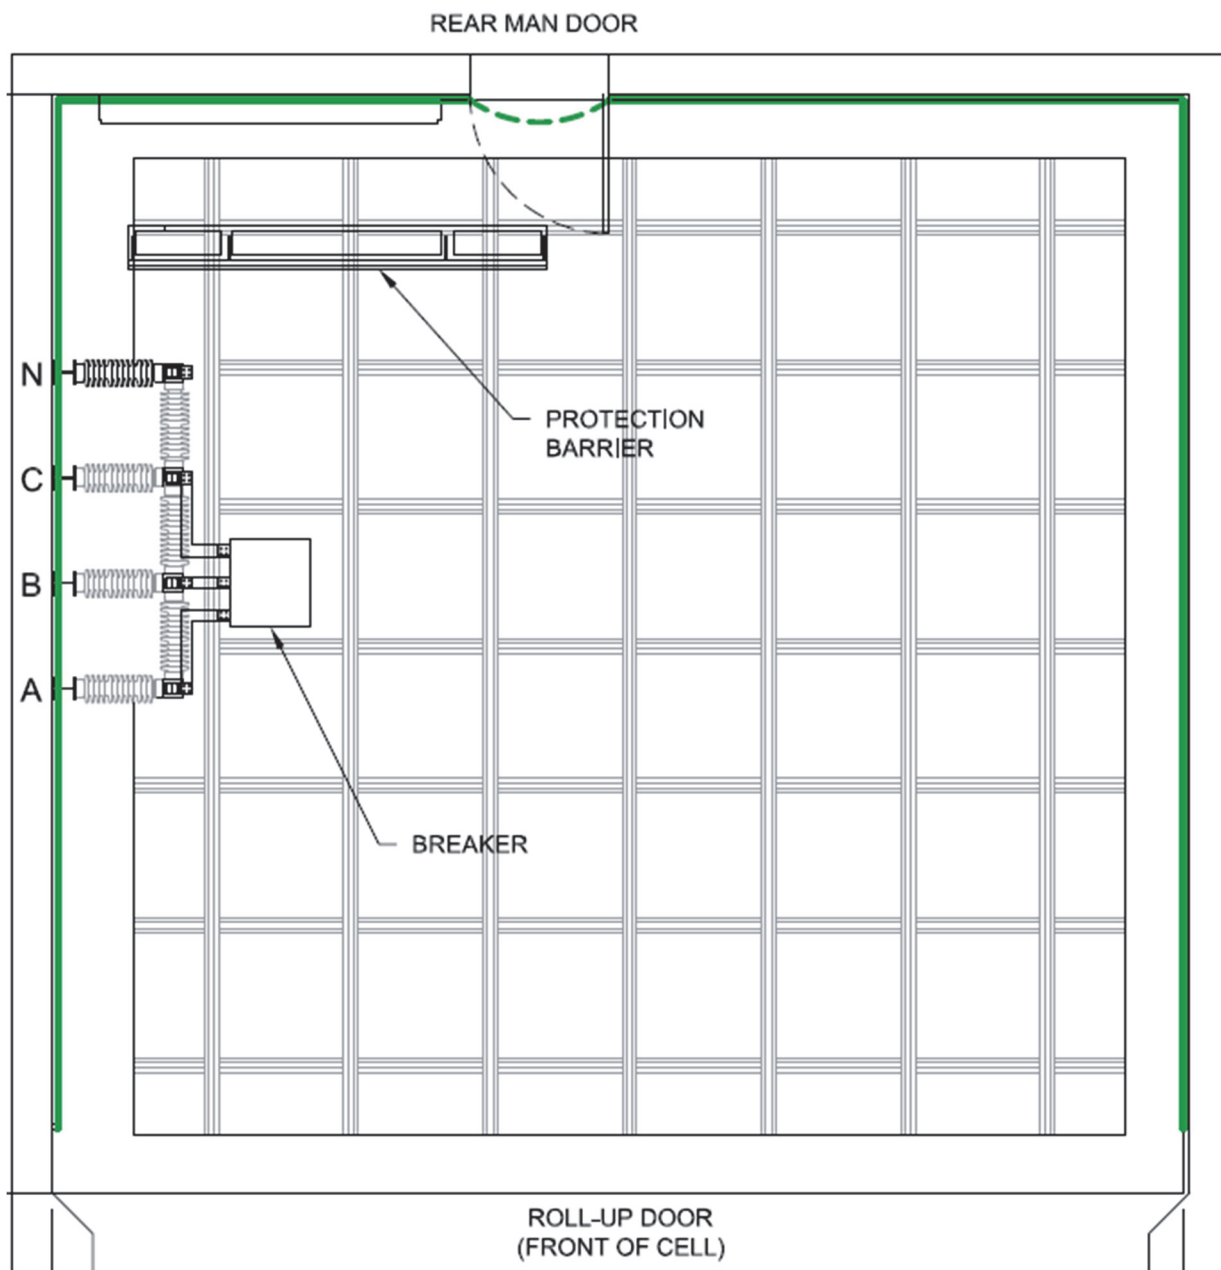 REAR MAN DOOR
N
PROTECTION
BARRIER
C
B
A
BREAKER
ROLL-UP DOOR
(FRONT OF CELL)